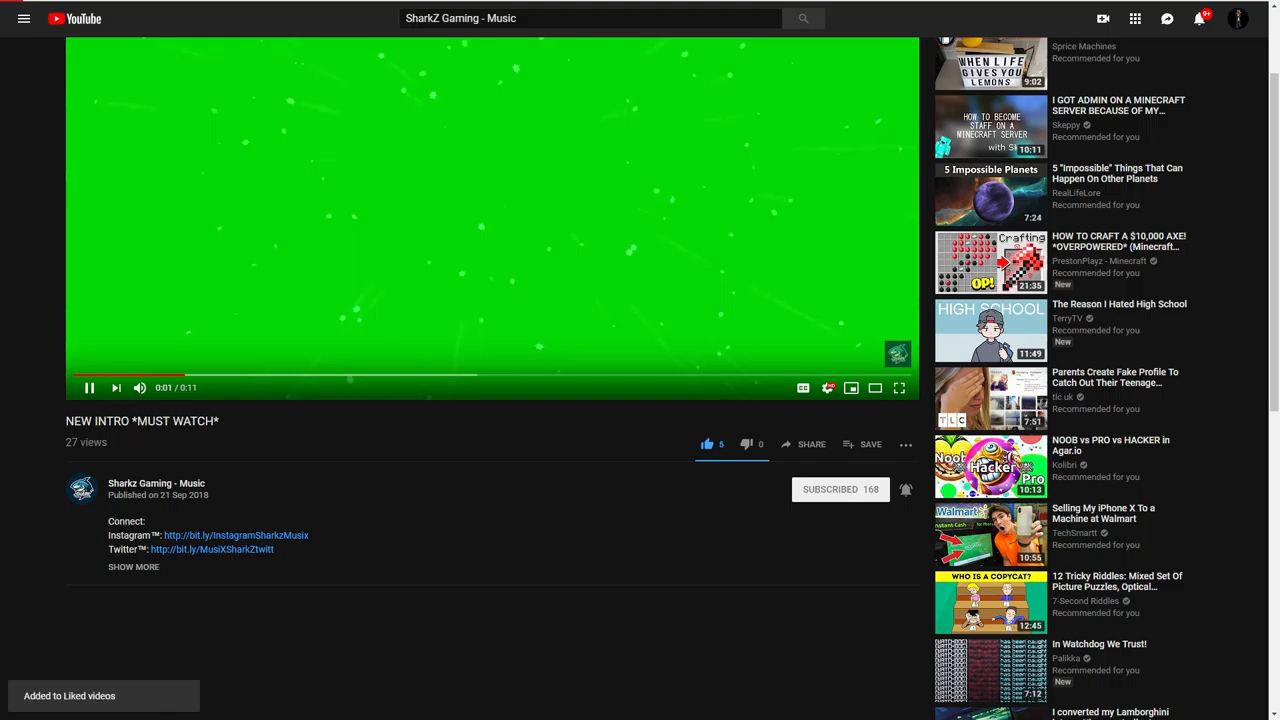 YouTube
SharkZ Gaming - Music
9+
0:01 / 0:11
CC
HD
NEW INTRO *MUST WATCH*
27 views
5
0
SHARE
SAVE
Sharkz Gaming - Music
Published on 21 Sep 2018
SUBSCRIBED 168
Connect:
Instagram™: http://bit.ly/InstagramSharkzMusix
Twitter™: http://bit.ly/MusiXSharkZtwitt
SHOW MORE
Added to Liked videos
WHEN LIFE
GIVES YOU
LEMONS
9:02
Sprice Machines
Recommended for you
HOW TO BECOME
STAFF ON A
MINECRAFT SERVER
10:11
I GOT ADMIN ON A MINECRAFT
SERVER BECAUSE OF MY...
Skeppy
Recommended for you
5 Impossible Planets
7:24
5 "Impossible" Things That Can
Happen On Other Planets
RealLifeLore
Recommended for you
Crafting
OP!
21:35
HOW TO CRAFT A $10,000 AXE!
*OVERPOWERED* (Minecraft...
PrestonPlayz - Minecraft
Recommended for you
New
HIGH SCHOOL
11:49
The Reason I Hated High School
TerryTV
Recommended for you
New
TLC
7:51
Parents Create Fake Profile To
Catch Out Their Teenage...
tlc uk
Recommended for you
Noob
Hacker
Pro
10:13
NOOB vs PRO vs HACKER in
Agar.io
Kolibri
Recommended for you
Walmart
Instant Cash
10:55
Selling My iPhone X To a
Machine at Walmart
TechSmartt
Recommended for you
WHO IS A COPYCAT?
12:45
12 Tricky Riddles: Mixed Set Of
Picture Puzzles, Optical...
7-Second Riddles
Recommended for you
7:12
In Watchdog We Trust!
Palikka
Recommended for you
New
I converted my Lamborghini